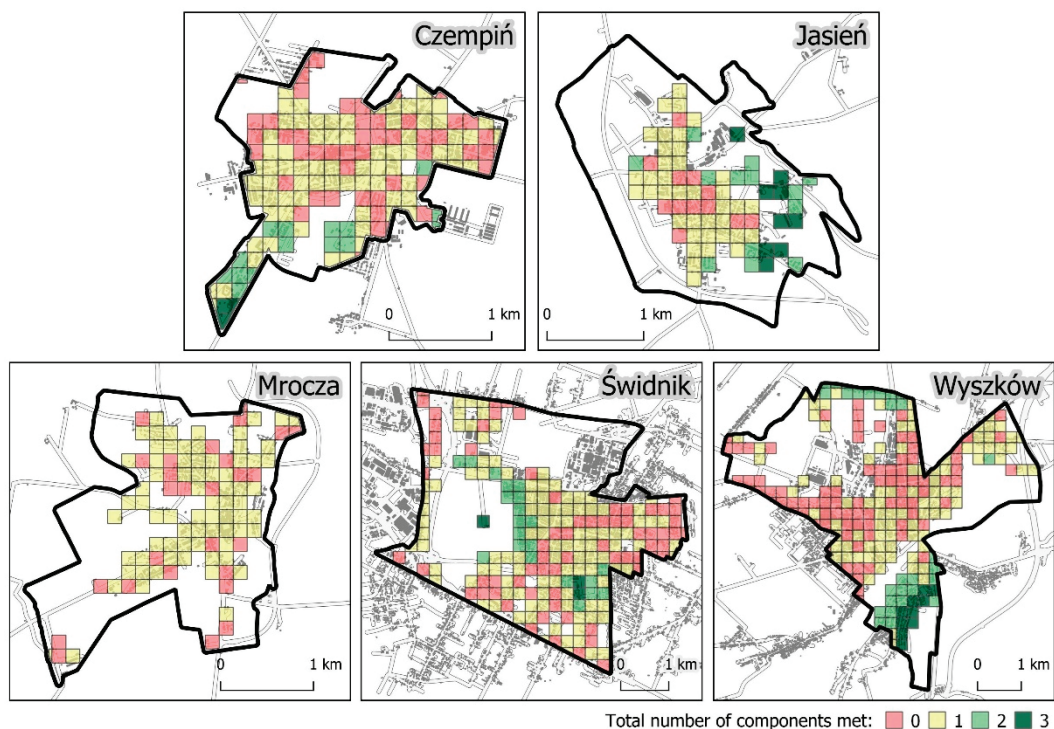 Czempiń
0 1 km
Jasień
0 1 km
Mrocza
0 1 km
Świdnik
0 1 km
Wyszków
0 1 km
Total number of components met: 0 1 2 3